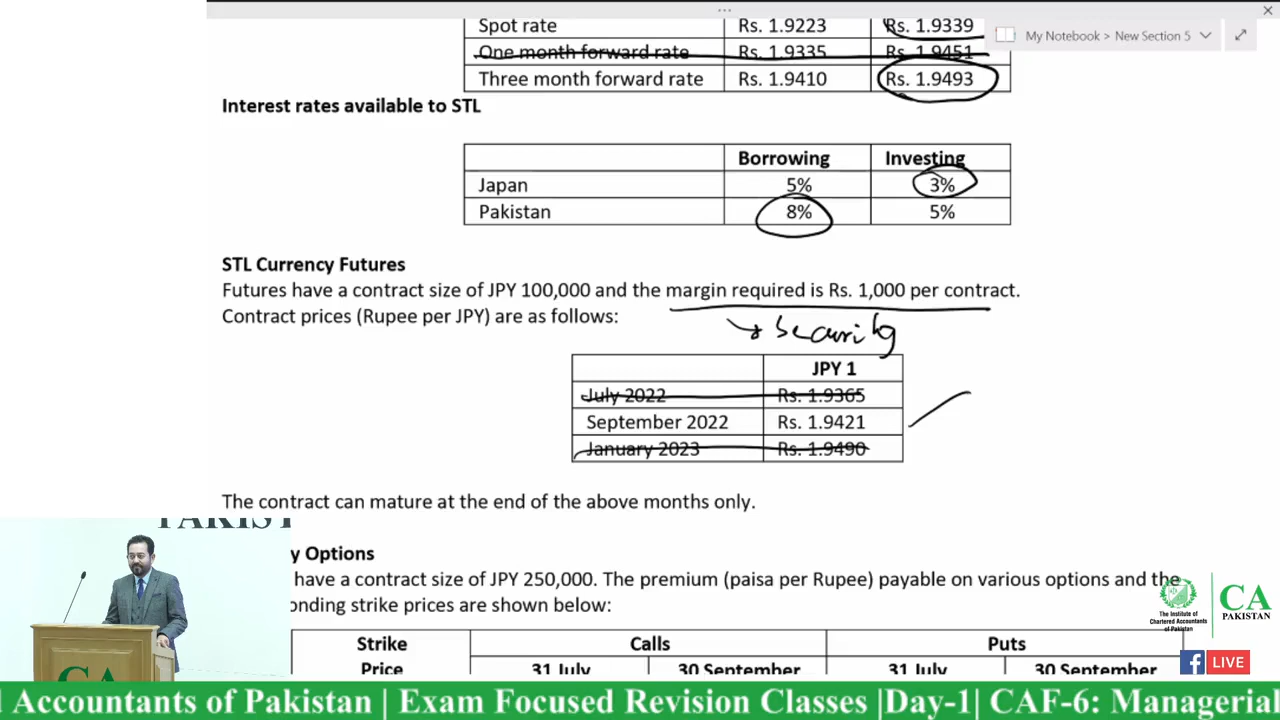 My Notebook > New Section 5
Spot rate Rs. 1.9223 Rs. 1.9339
One month forward rate Rs. 1.9335 Rs. 1.9451
Three month forward rate Rs. 1.9410 Rs. 1.9493
Interest rates available to STL
Borrowing Investing
Japan 5% 3%
Pakistan 8% 5%
STL Currency Futures
Futures have a contract size of JPY 100,000 and the margin required is Rs. 1,000 per contract.
Contract prices (Rupee per JPY) are as follows:
Security
JPY 1
July 2022 Rs. 1.9365
September 2022 Rs. 1.9421
January 2023 Rs. 1.9490
The contract can mature at the end of the above months only.
PAKIST
y Options
have a contract size of JPY 250,000. The premium (paisa per Rupee) payable on various options and the
onding strike prices are shown below:
Strike Calls Puts
Price 31 July 30 September 31 July 30 September
The Institute of
Chartered Accountants
of Pakistan
CA
PAKISTAN
CA
LIVE
d Accountants of Pakistan | Exam Focused Revision Classes |Day-1| CAF-6: Managerial